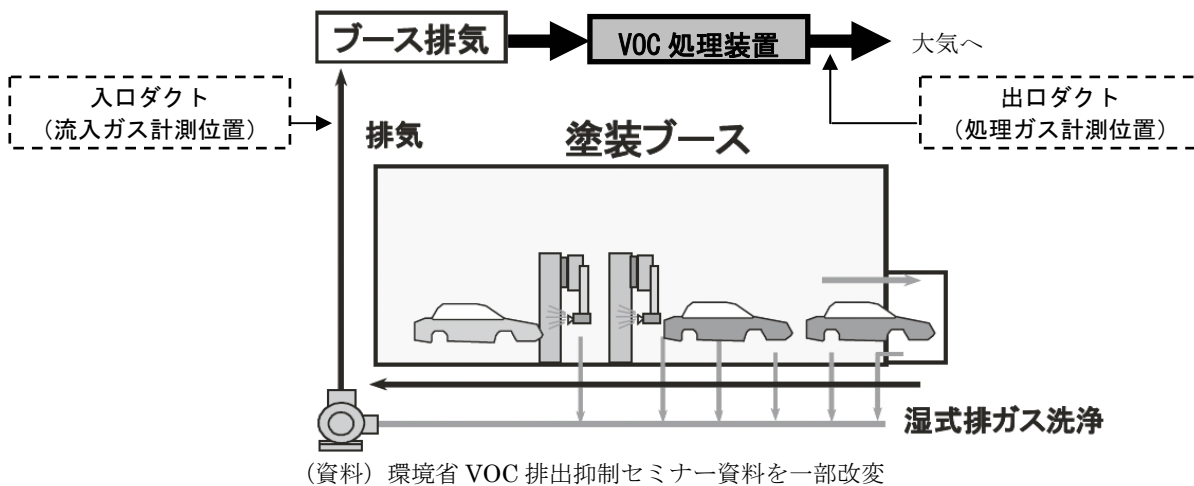 ブース排気
VOC 処理装置
大気へ
入口ダクト
(流入ガス計測位置)
出口ダクト
(処理ガス計測位置)
排気
塗装ブース
湿式排ガス洗浄
(資料)環境省 VOC 排出抑制セミナー資料を一部改変